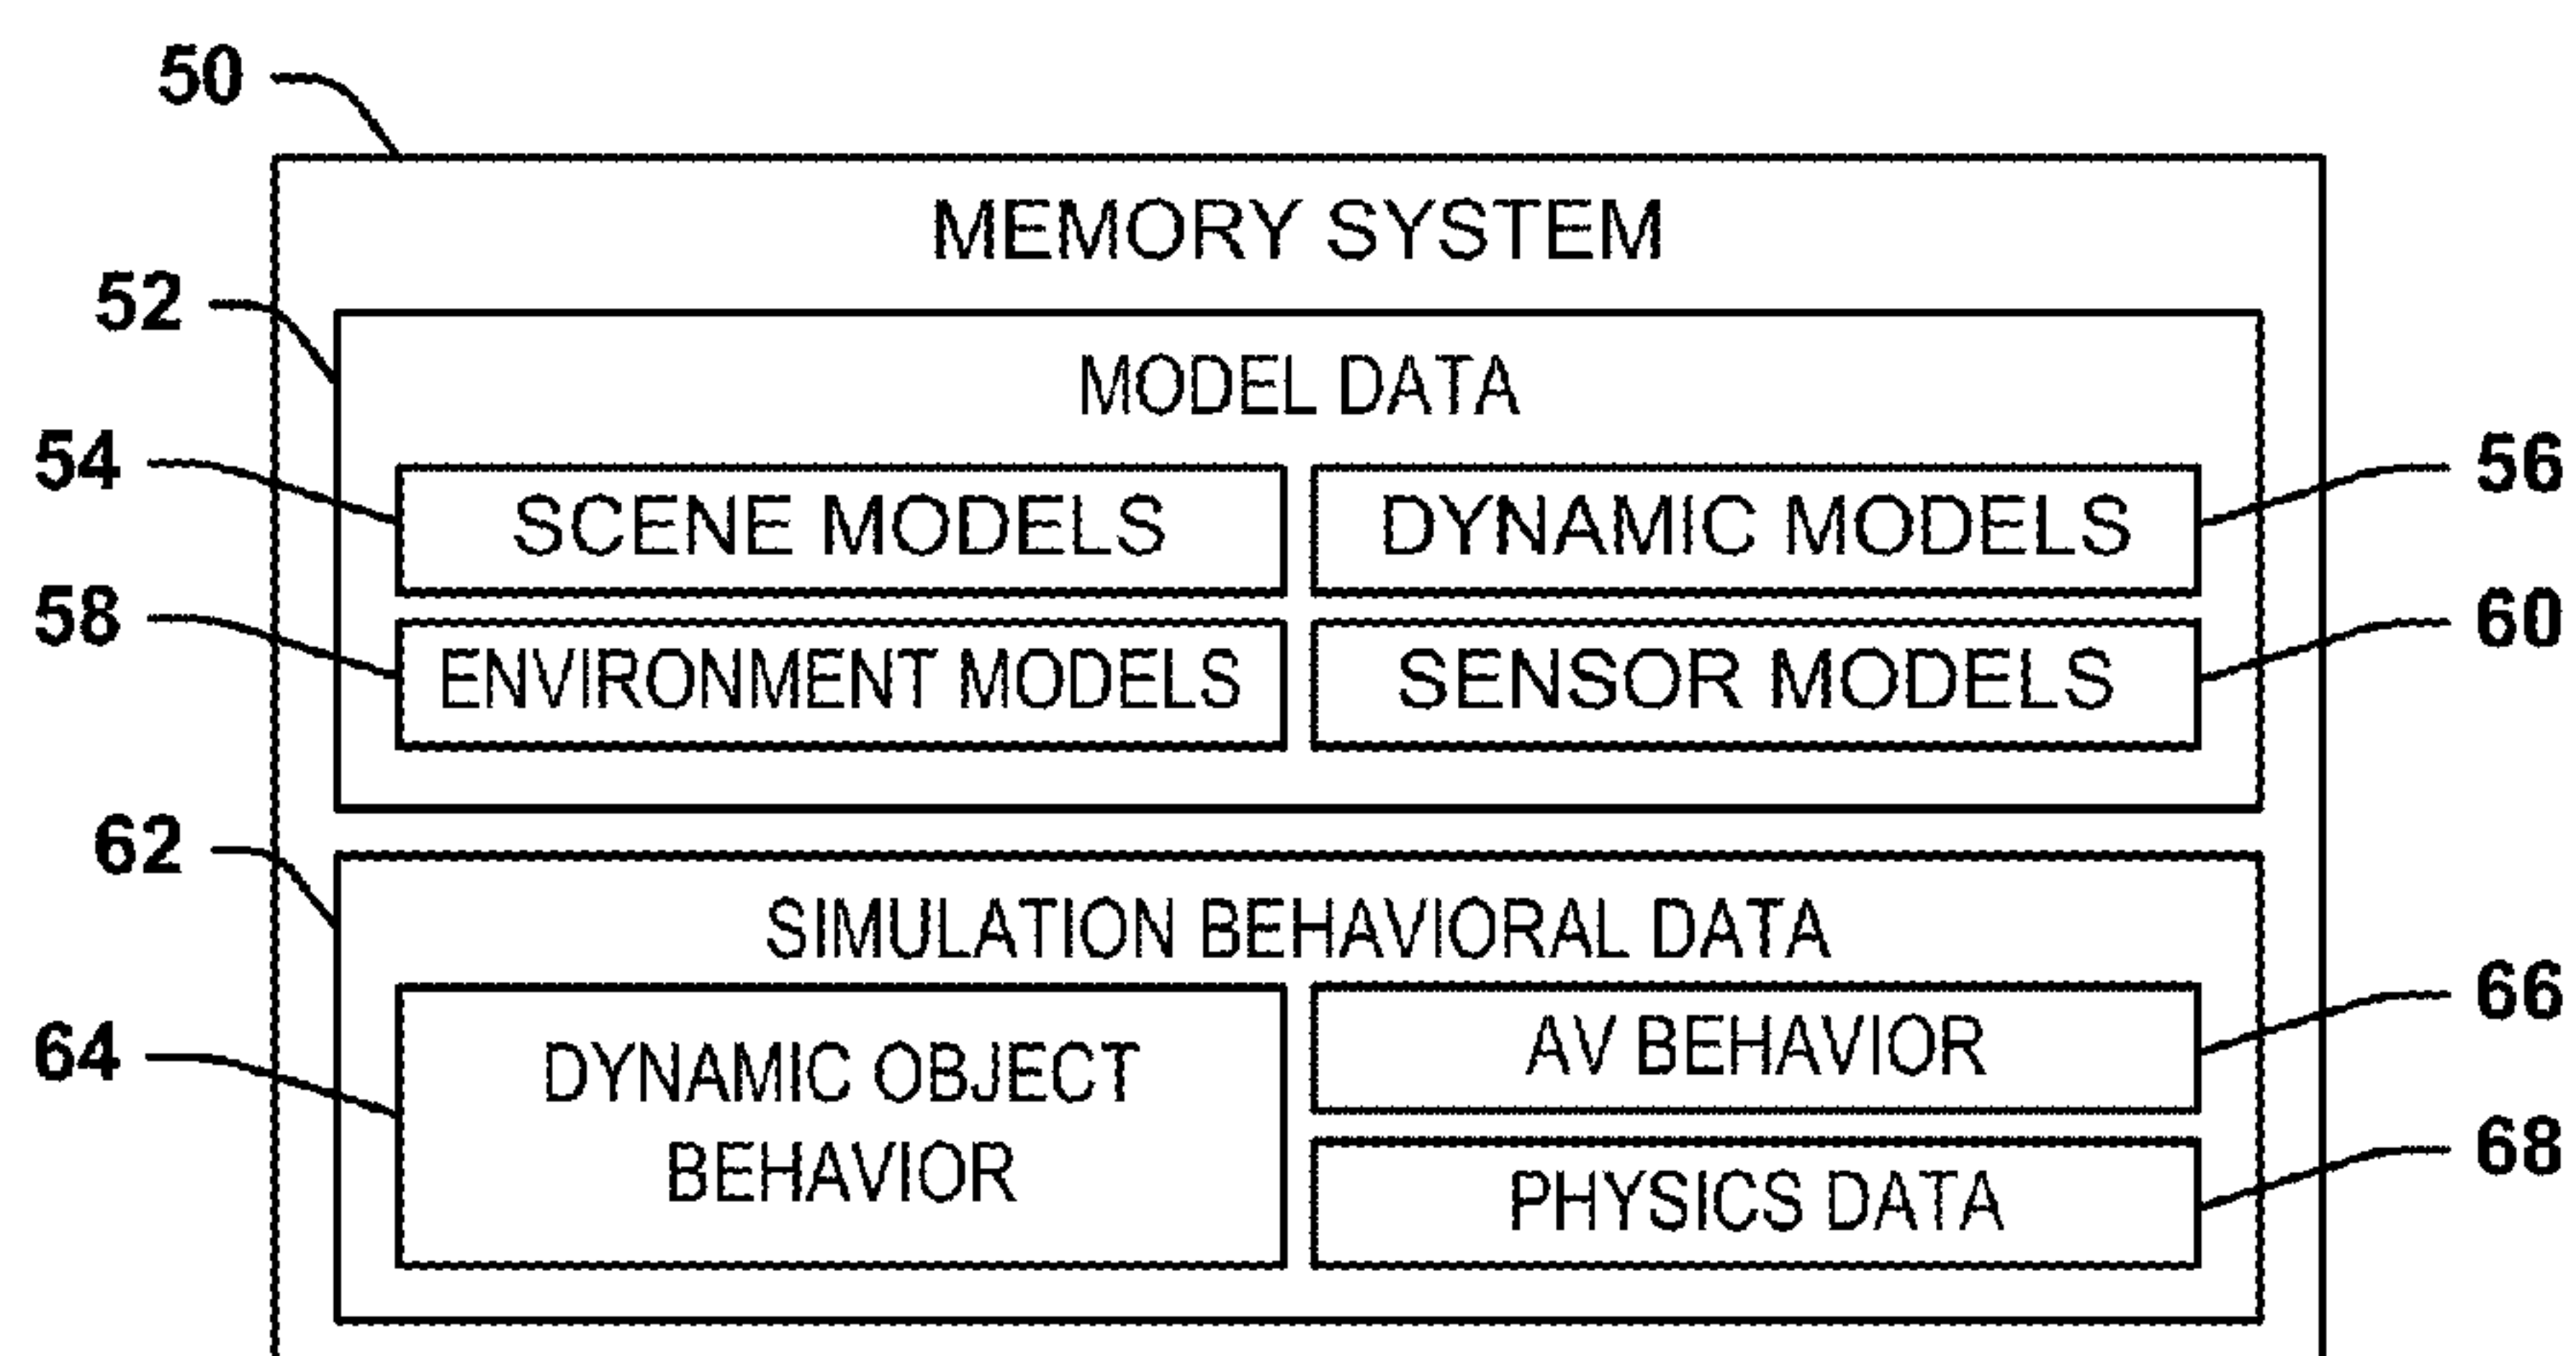 50
MEMORY SYSTEM
52
MODEL DATA
54
SCENE MODELS
DYNAMIC MODELS
56
58
ENVIRONMENT MODELS
SENSOR MODELS
60
62
SIMULATION BEHAVIORAL DATA
64
DYNAMIC OBJECT
BEHAVIOR
AV BEHAVIOR
66
PHYSICS DATA
68